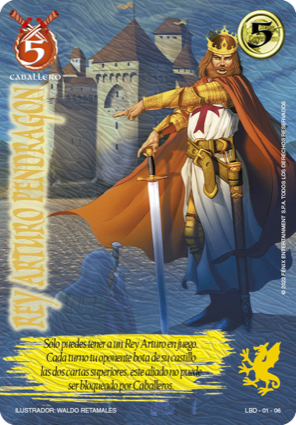 5
5
CABALLERO
REY ARTURO PENDRAGON
© 2022 FENIX ENTERTAINMENT S.P.A. TODOS LOS DERECHOS RESERVADOS
Sólo puedes tener a un Rey Arturo en juego.
Cada turno tu oponente bota de su castillo
las dos cartas superiores, este aliado no puede
ser bloqueado por Caballeros.
ILUSTRADOR: WALDO RETAMALES
LBD - 01 - 06